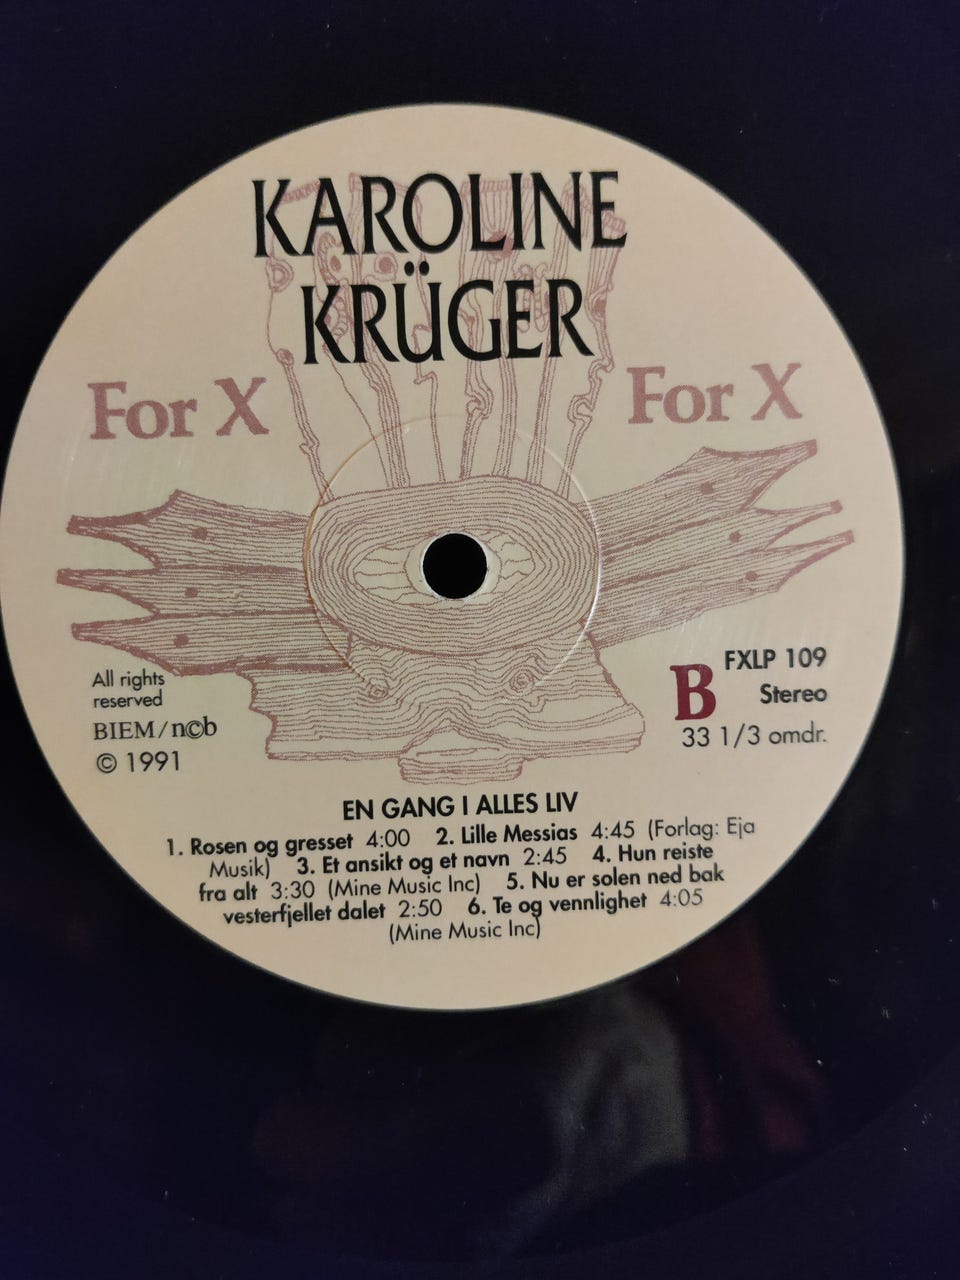 KAROLINE
KRÜGER
For X
For X
All rights
reserved
BIEM/n©b
© 1991
B
FXLP 109
Stereo
33 1/3 omdr.
EN GANG I ALLES LIV
1. Rosen og gresset 4:00 2. Lille Messias 4:45 (Forlag: Eja
Musik) 3. Et ansikt og et navn 2:45 4. Hun reiste
fra alt 3:30 (Mine Music Inc) 5. Nu er solen ned bak
vesterfjellet dalet 2:50 6. Te og vennlighet 4:05
(Mine Music Inc)